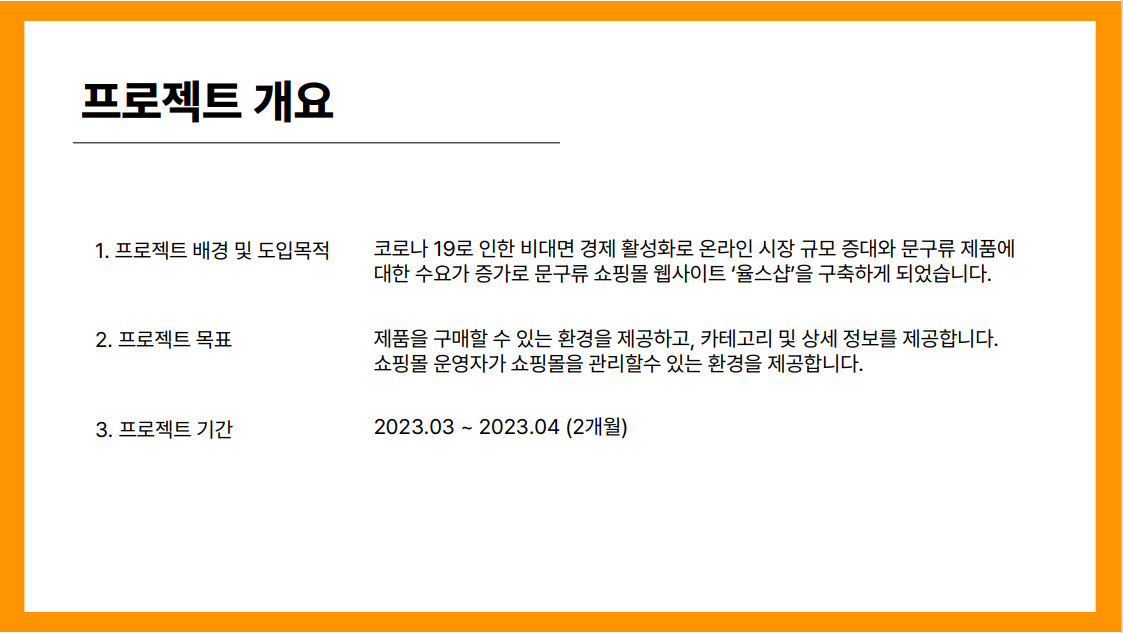 프로젝트 개요
1. 프로젝트 배경 및 도입목적
코로나 19로 인한 비대면 경제 활성화로 온라인 시장 규모 증대와 문구류 제품에
대한 수요가 증가로 문구류 쇼핑몰 웹사이트 ‘율스샵’을 구축하게 되었습니다.
2. 프로젝트 목표
제품을 구매할 수 있는 환경을 제공하고, 카테고리 및 상세 정보를 제공합니다.
쇼핑몰 운영자가 쇼핑몰을 관리할수 있는 환경을 제공합니다.
3. 프로젝트 기간
2023.03 ~ 2023.04 (2개월)